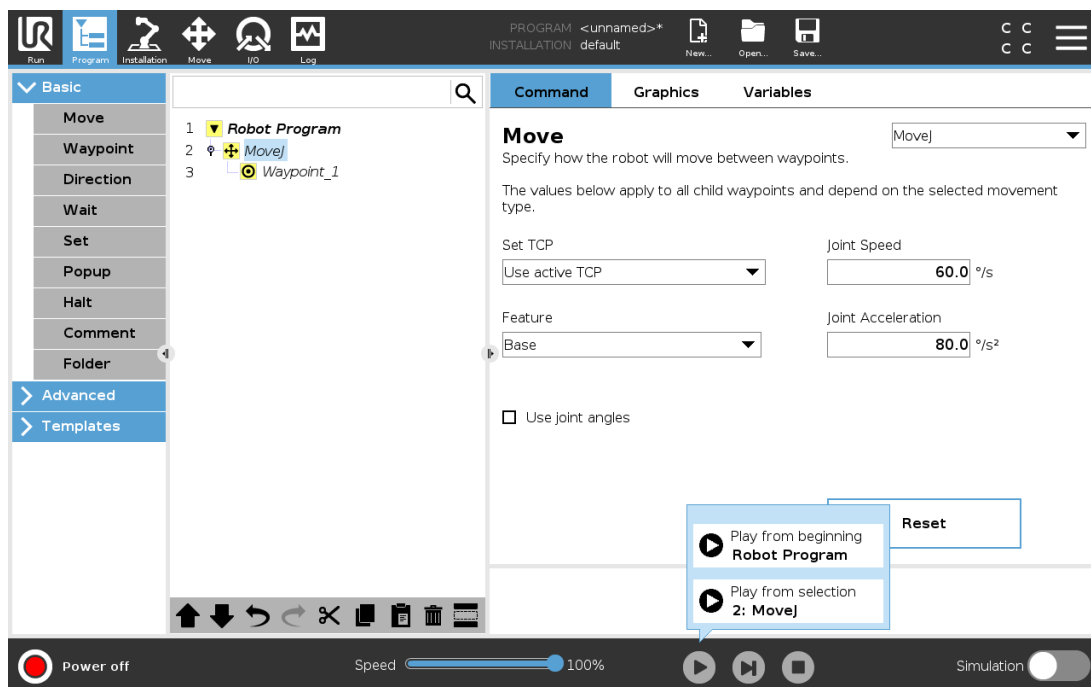 PROGRAM <unnamed>*
INSTALLATION default
C C
C C
UR
Run
Program
Installation
Move
I/O
Log
New...
Open...
Save...
Basic
Move
Waypoint
Direction
Wait
Set
Popup
Halt
Comment
Folder
Advanced
Templates
1 Robot Program
2 MoveJ
3 Waypoint_1
Command Graphics Variables
Move
MoveJ
Specify how the robot will move between waypoints.
The values below apply to all child waypoints and depend on the selected movement
type.
Set TCP
Joint Speed
Use active TCP
60.0 °/s
Feature
Joint Acceleration
Base
80.0 °/s²
Use joint angles
Reset
Play from beginning
Robot Program
Play from selection
2: MoveJ
Power off
Speed
100%
Simulation